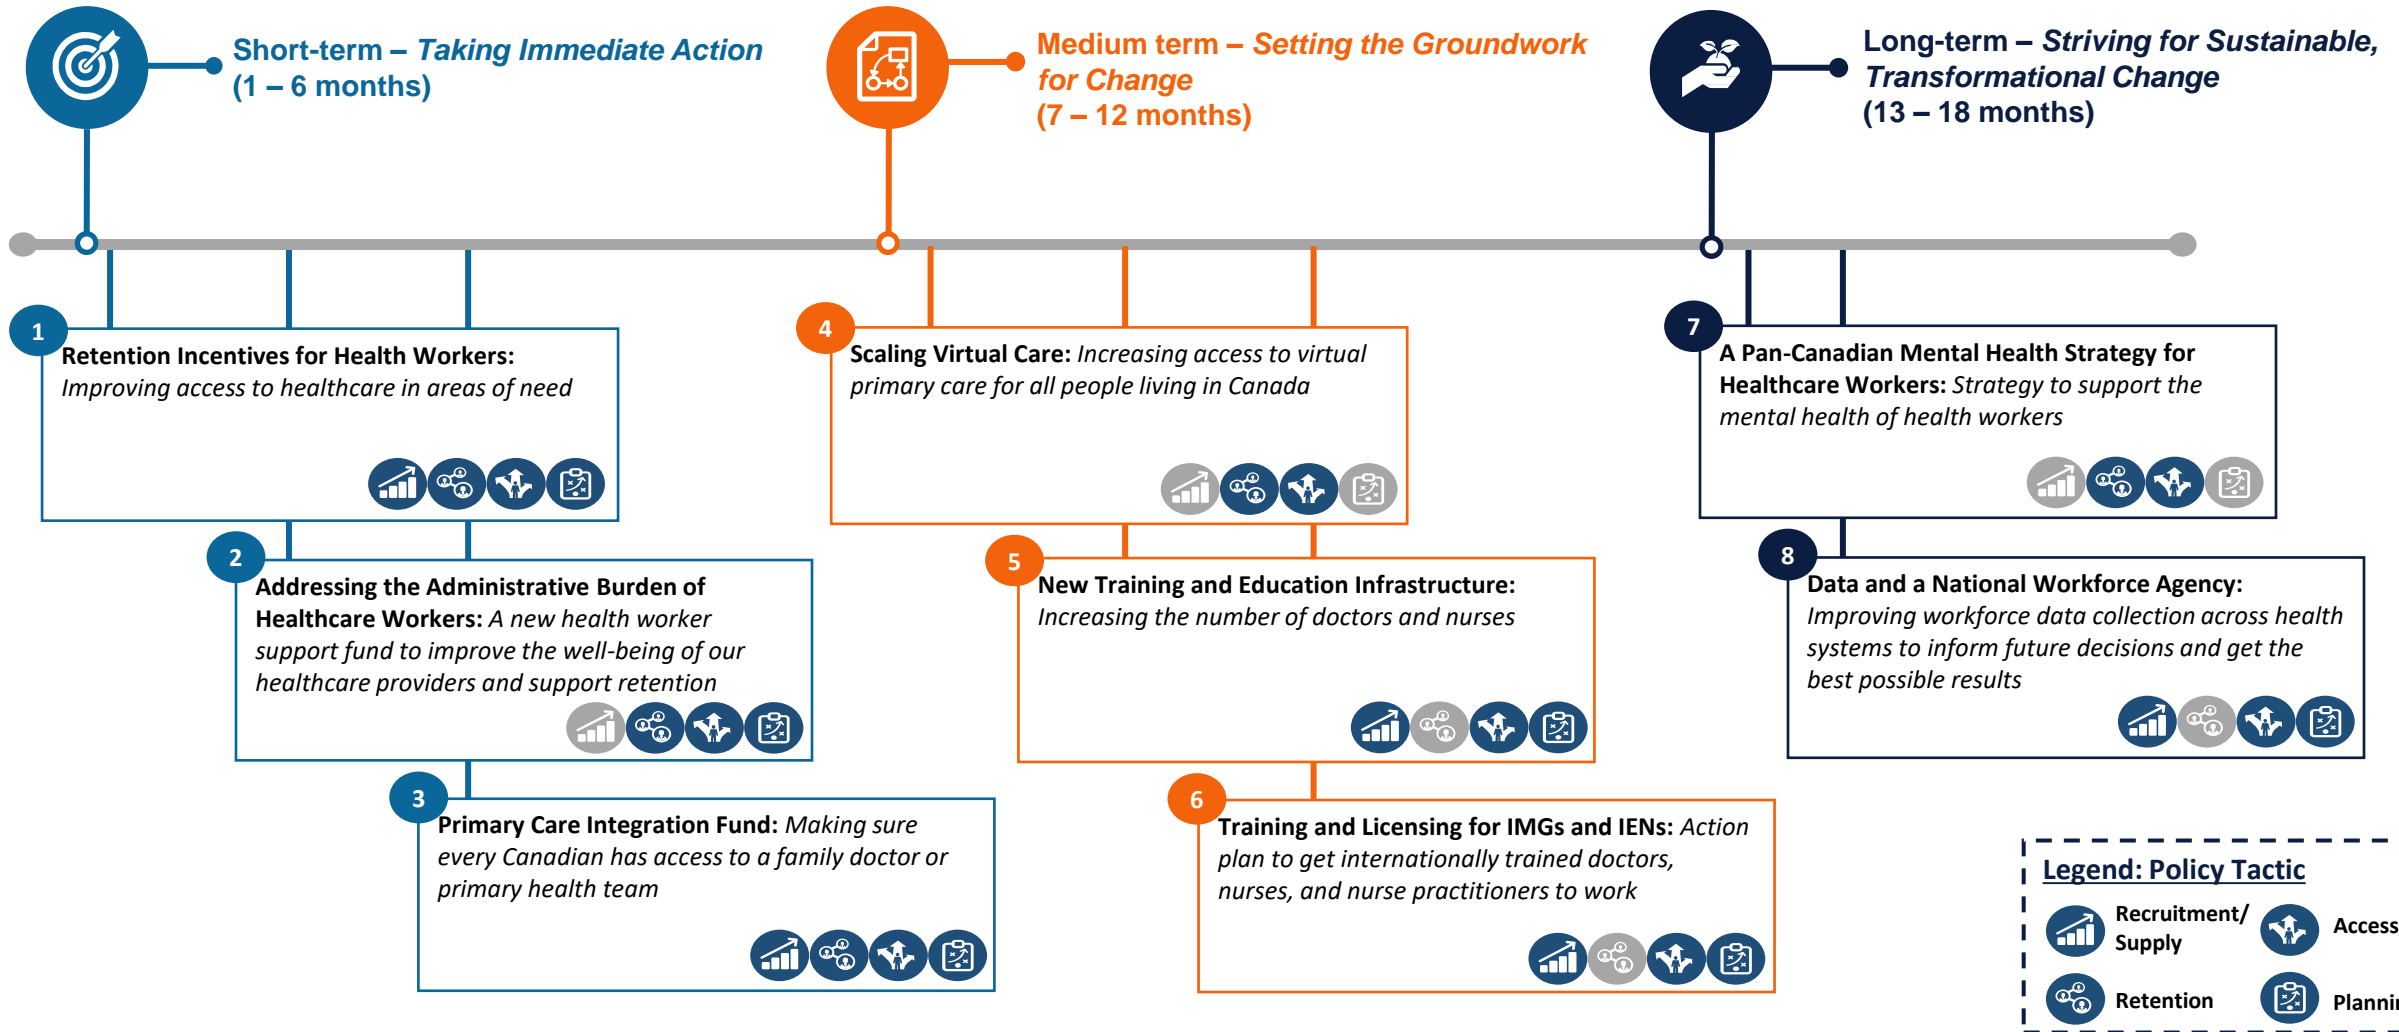 Short-term – Taking Immediate Action
(1 – 6 months)
Medium term – Setting the Groundwork
for Change
(7 – 12 months)
Long-term – Striving for Sustainable,
Transformational Change
(13 – 18 months)
1
Retention Incentives for Health Workers:
Improving access to healthcare in areas of need
2
Addressing the Administrative Burden of
Healthcare Workers: A new health worker
support fund to improve the well-being of our
healthcare providers and support retention
3
Primary Care Integration Fund: Making sure
every Canadian has access to a family doctor or
primary health team
4
Scaling Virtual Care: Increasing access to virtual
primary care for all people living in Canada
5
New Training and Education Infrastructure:
Increasing the number of doctors and nurses
6
Training and Licensing for IMGs and IENs: Action
plan to get internationally trained doctors,
nurses, and nurse practitioners to work
7
A Pan-Canadian Mental Health Strategy for
Healthcare Workers: Strategy to support the
mental health of health workers
8
Data and a National Workforce Agency:
Improving workforce data collection across health
systems to inform future decisions and get the
best possible results
Legend: Policy Tactic
Recruitment/
Supply
Access
Retention